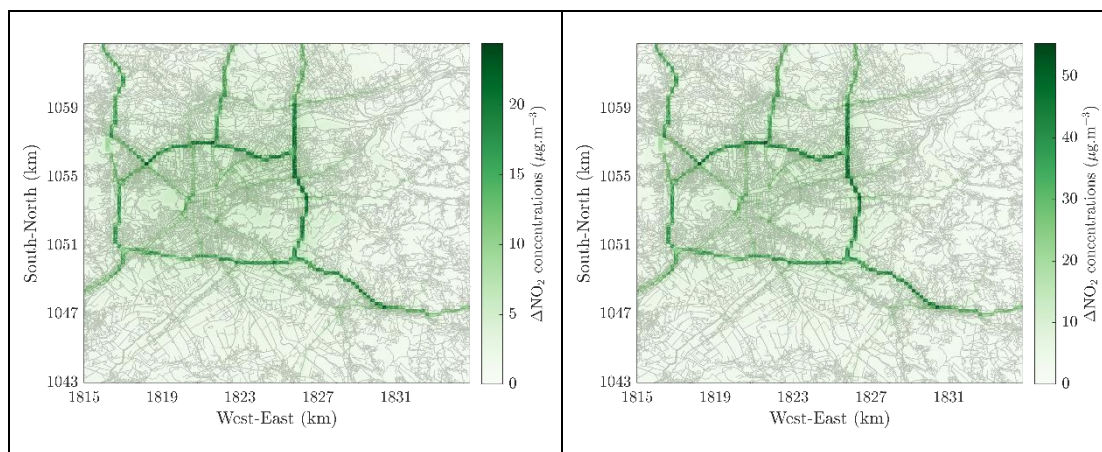 1059
1055
1051
1047
1043
South-North (km)
1815 1819 1823 1827 1831
West-East (km)
20
15
10
5
0
ΔNO₂ concentrations (μg.m⁻³)
1059
1055
1051
1047
1043
South-North (km)
1815 1819 1823 1827 1831
West-East (km)
50
40
30
20
10
0
ΔNO₂ concentrations (μg.m⁻³)